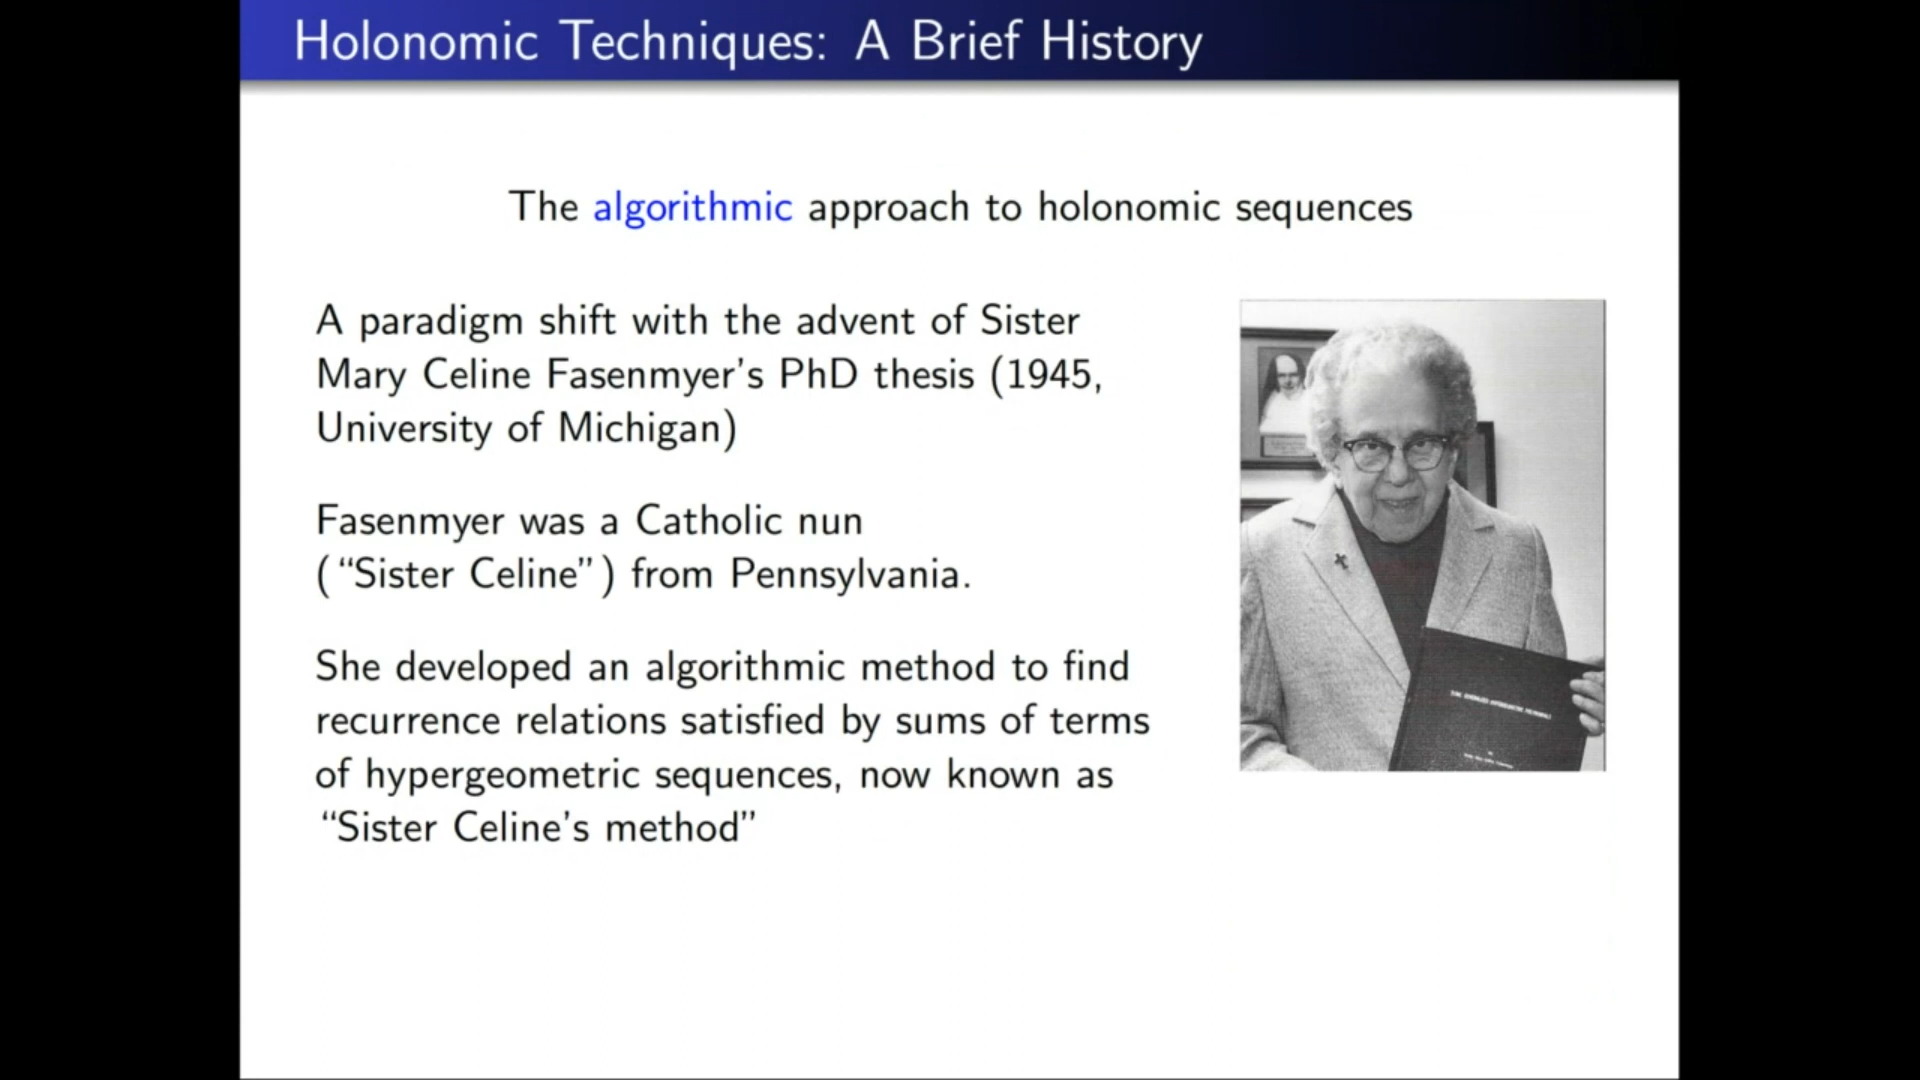 Holonomic Techniques: A Brief History
The algorithmic approach to holonomic sequences
A paradigm shift with the advent of Sister
Mary Celine Fasenmyer's PhD thesis (1945,
University of Michigan)
Fasenmyer was a Catholic nun
("Sister Celine") from Pennsylvania.
She developed an algorithmic method to find
recurrence relations satisfied by sums of terms
of hypergeometric sequences, now known as
"Sister Celine's method"